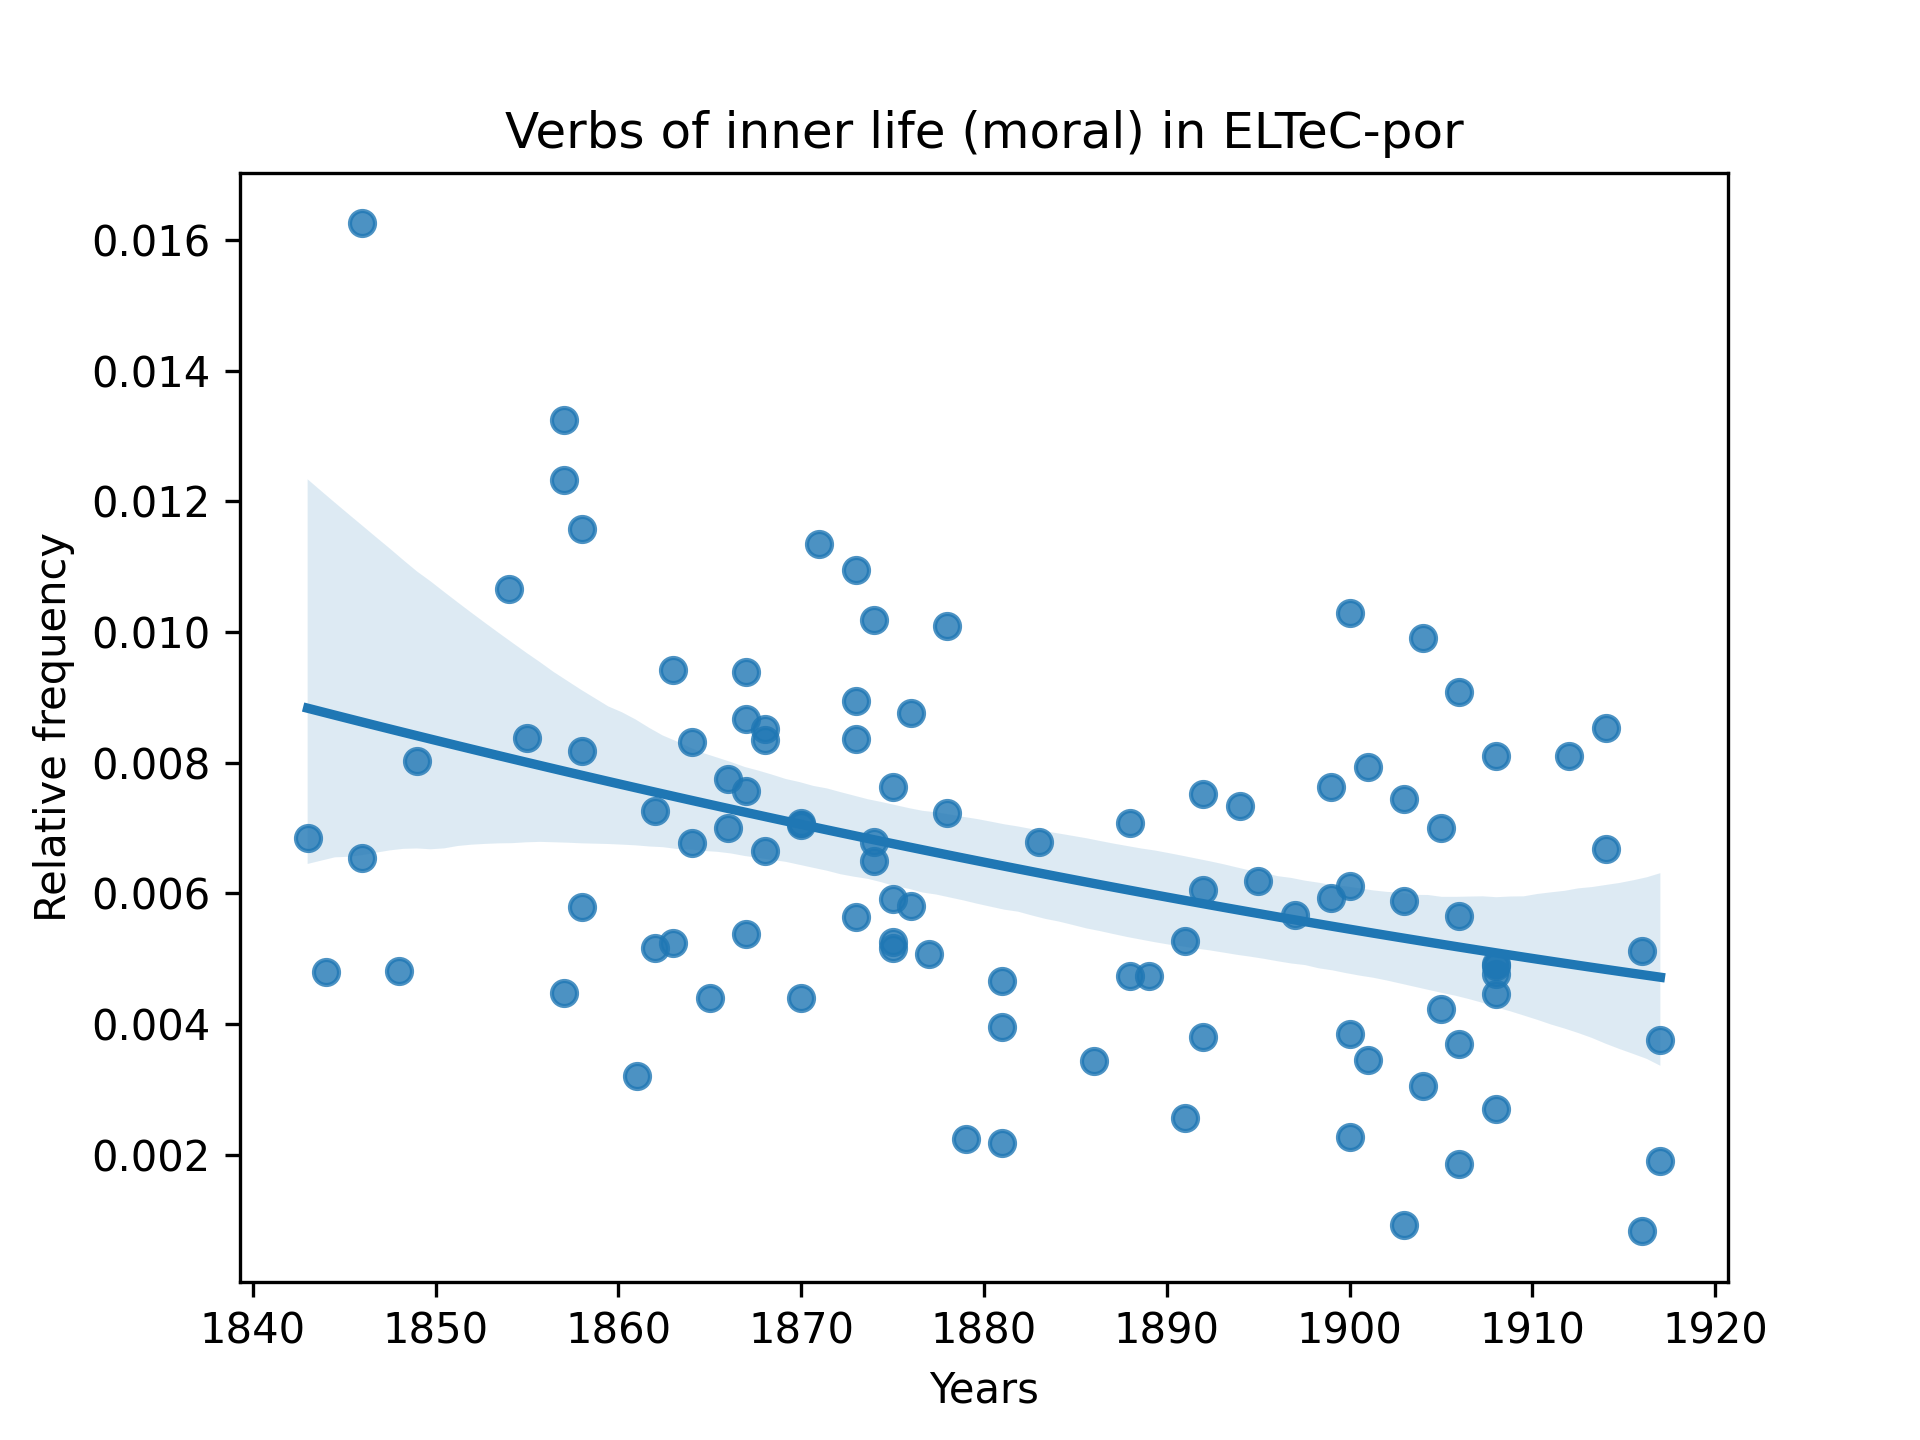 Verbs of inner life (moral) in ELTeC-por
0.016
0.014
0.012
0.010
0.008
0.006
0.004
0.002
Relative frequency
1840 1850 1860 1870 1880 1890 1900 1910 1920
Years